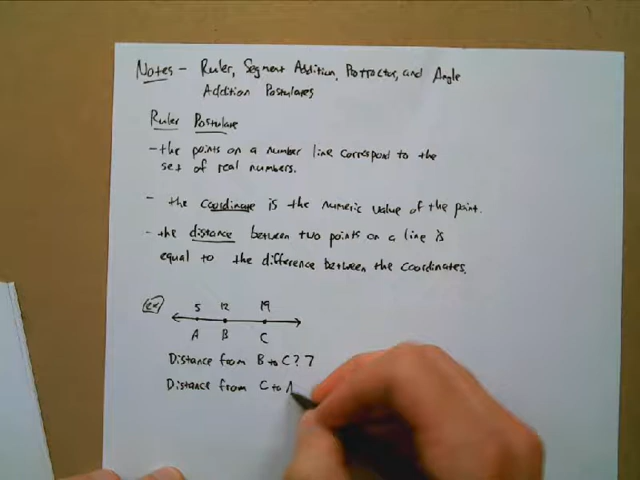 Notes - Ruler, Segment Addition, Protractor, and Angle
Addition Postulates
Ruler Postulate
- the points on a number line correspond to the
set of real numbers.
- the coordinate is the numeric value of the point.
- the distance between two points on a line is
equal to the difference between the coordinates.
ex
5 12 19
A B C
Distance from B to C? 7
Distance from C to A